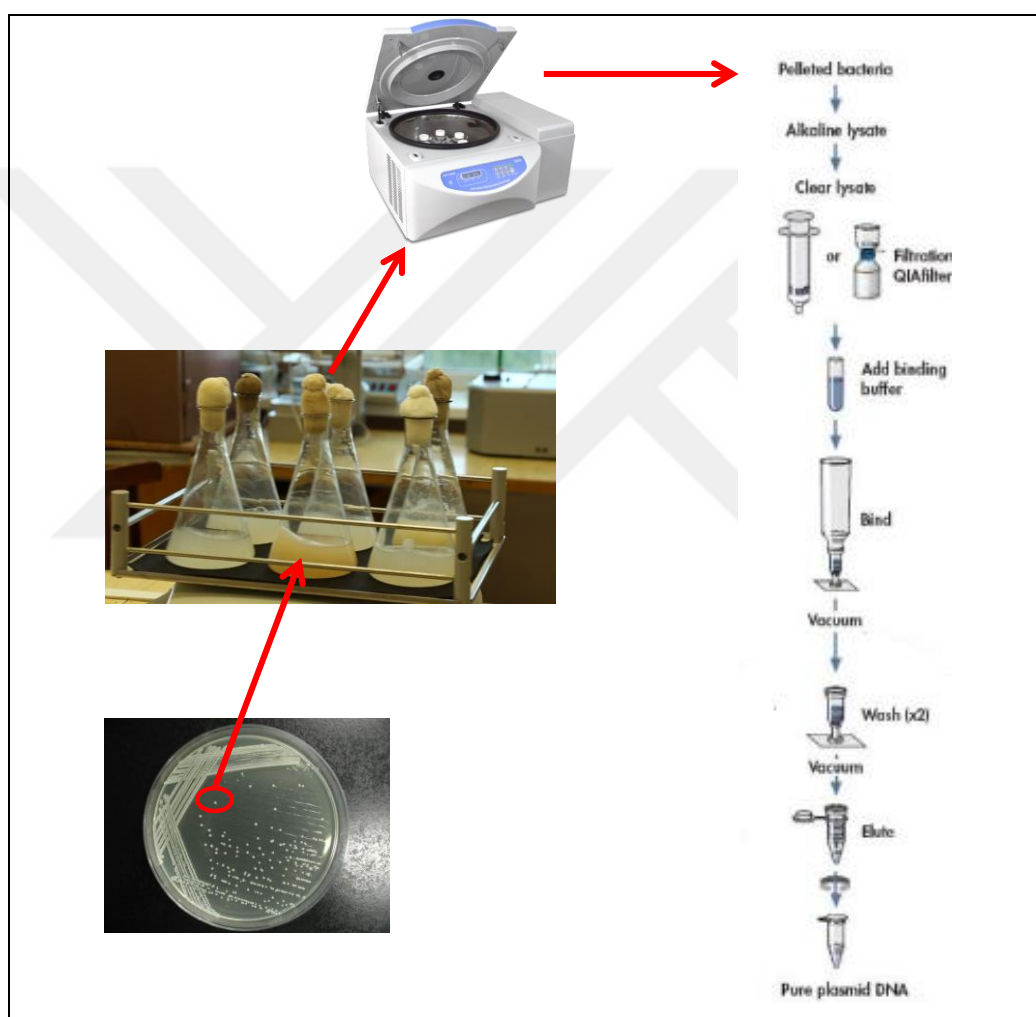 Pelleted bacteria
Alkaline lysate
Clear lysate
or
Filtration
QIAfilter
Add binding
buffer
Bind
Vacuum
Wash (x2)
Vacuum
Elute
Pure plasmid DNA